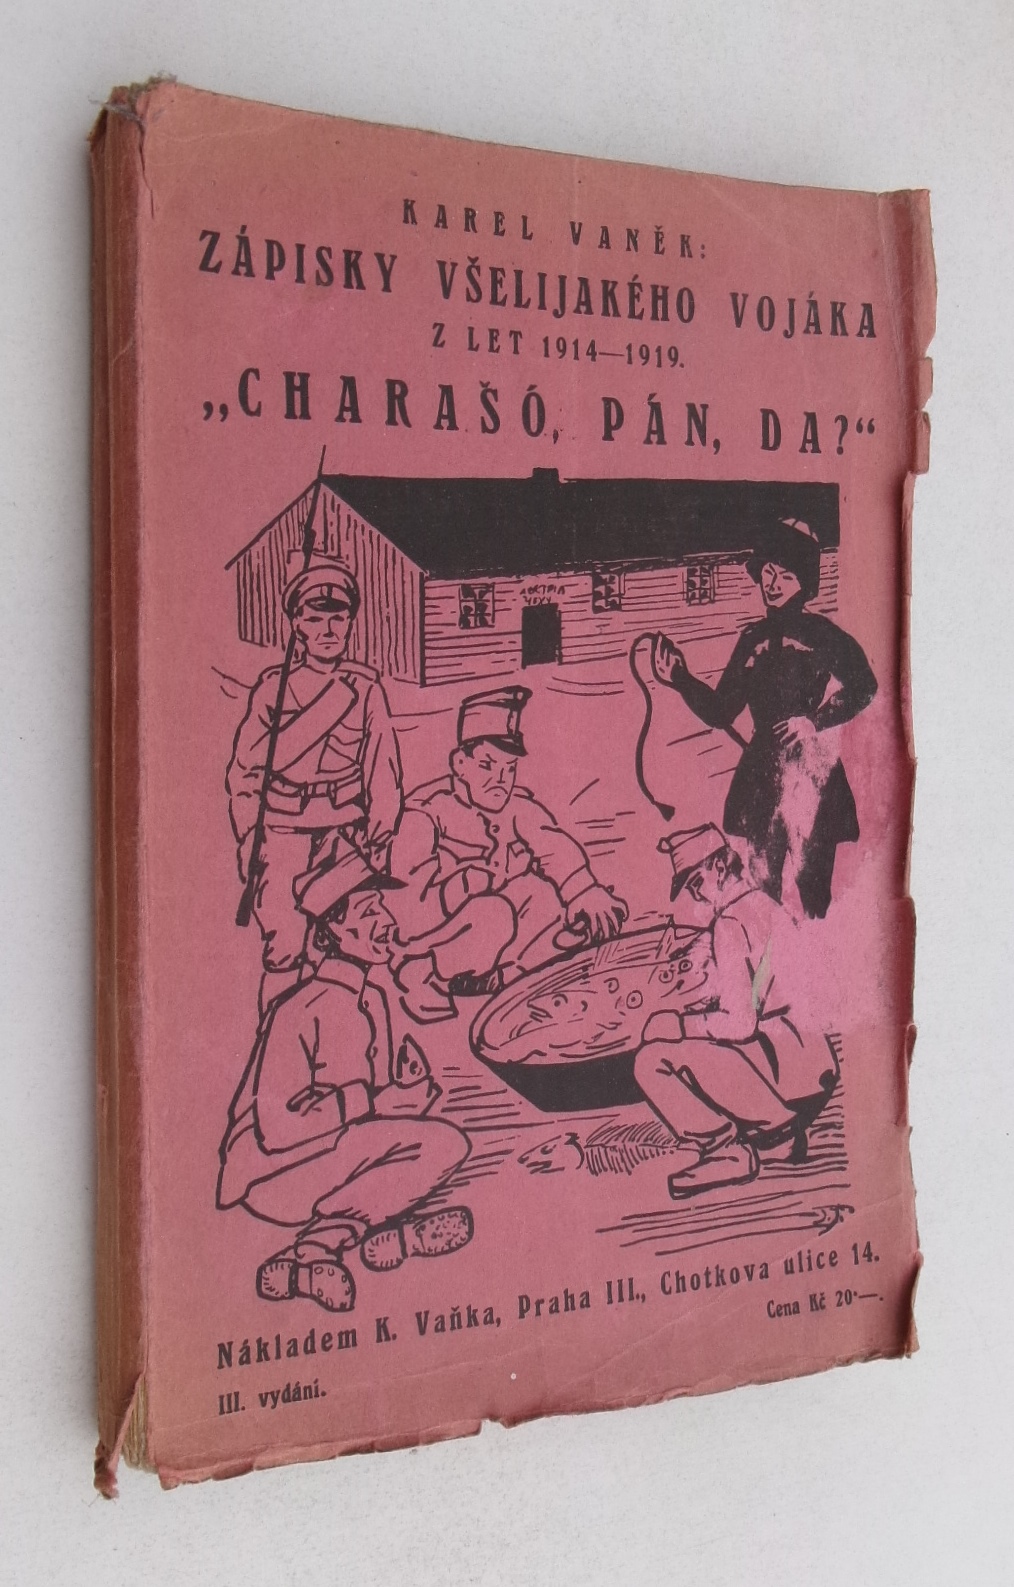 KAREL VANĚK:
ZÁPISKY VŠELIJAKÉHO VOJÁKA
Z LET 1914—1919.
„CHARAŠÓ, PÁN, DA?“
Nákladem K. Vaňka, Praha III., Chotkova ulice 14.
Cena Kč 20·—.
III. vydání.